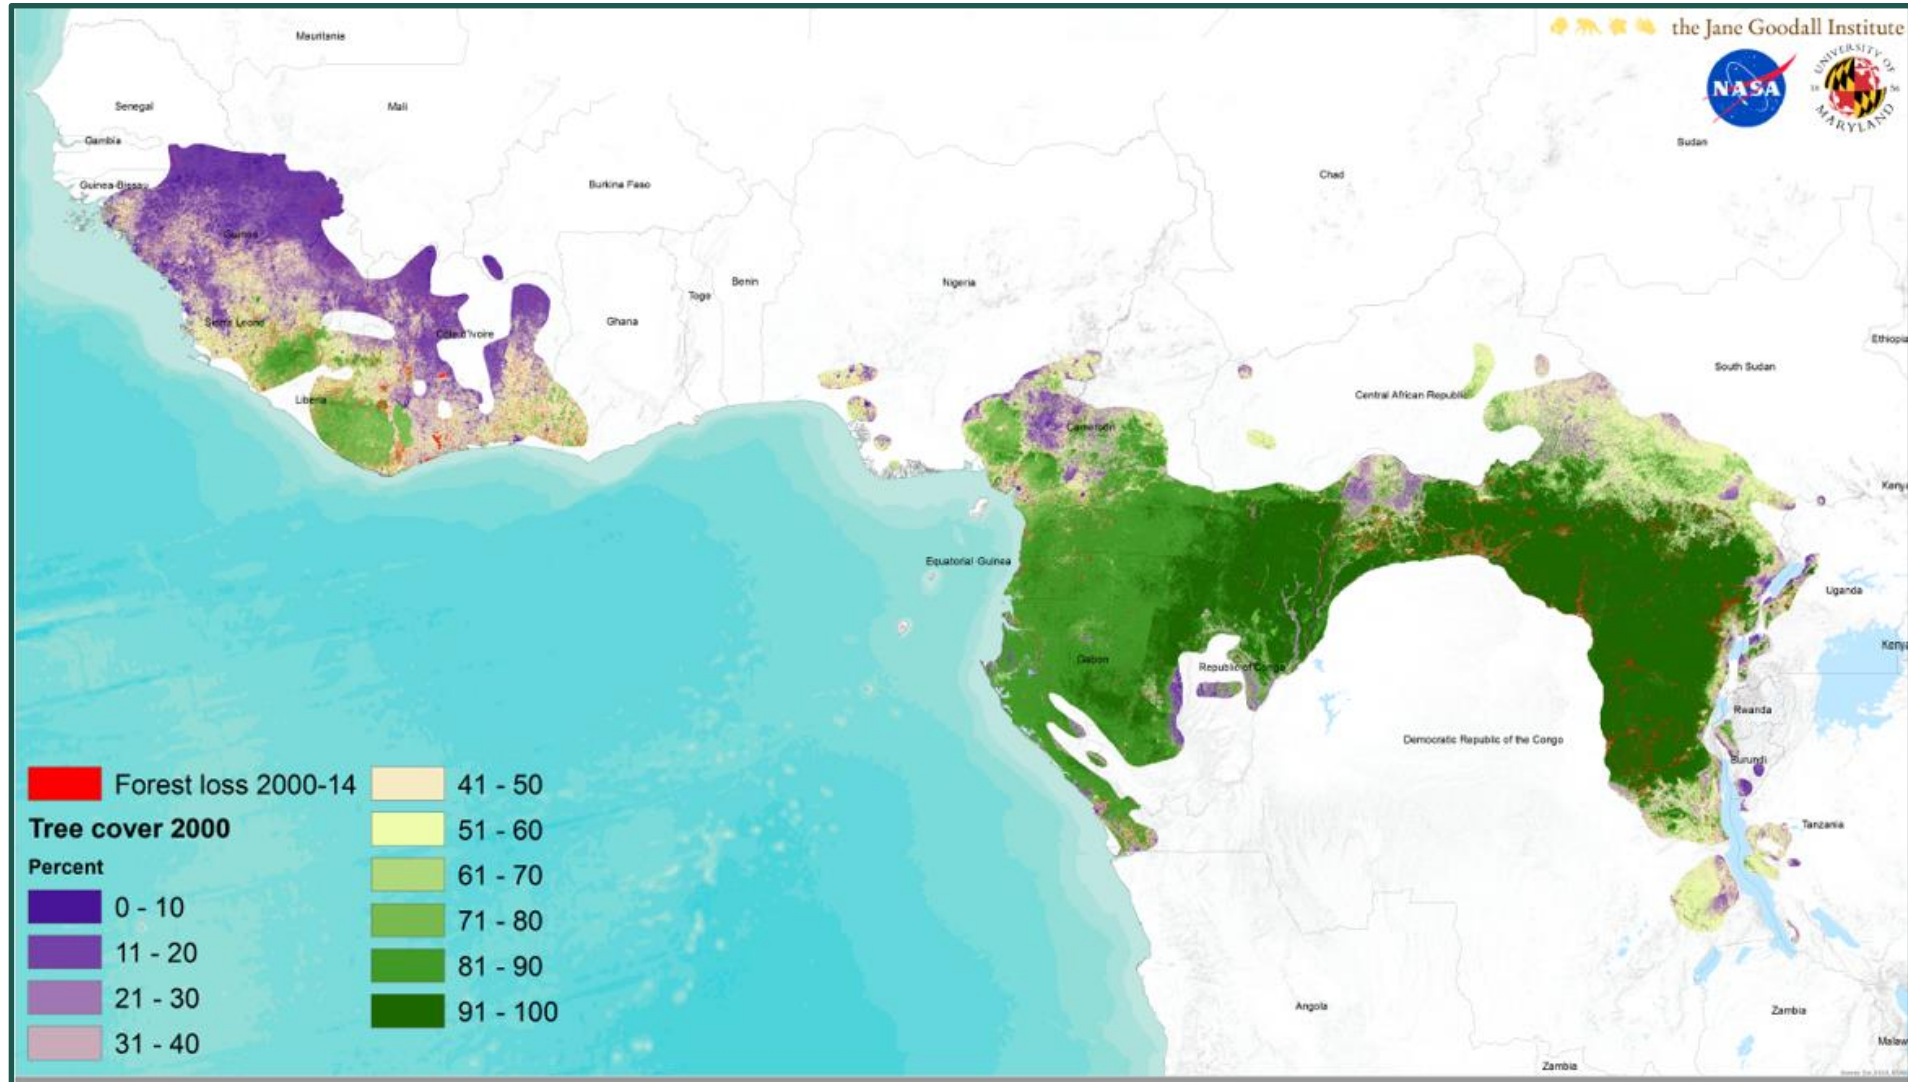 the Jane Goodall Institute
NASA
UNIVERSITY OF
18 56
MARYLAND
Mauritanie
Senegal
Mali
Gambia
Guinea-Bissau
Burkina Faso
Chad
Sudan
Guinea
Benin
Nigeria
Togo
Ghana
Sierra Leone
Côte d'Ivoire
Ethiopia
South Sudan
Liberia
Central African Republic
Cameroon
Kenya
Equatorial Guinea
Uganda
Kenya
Gabon
Republic of Congo
Rwanda
Democratic Republic of the Congo
Burundi
Tanzania
Angola
Zambia
Malaw
Zambia
Forest loss 2000-14
Tree cover 2000
Percent
0 - 10
11 - 20
21 - 30
31 - 40
41 - 50
51 - 60
61 - 70
71 - 80
81 - 90
91 - 100